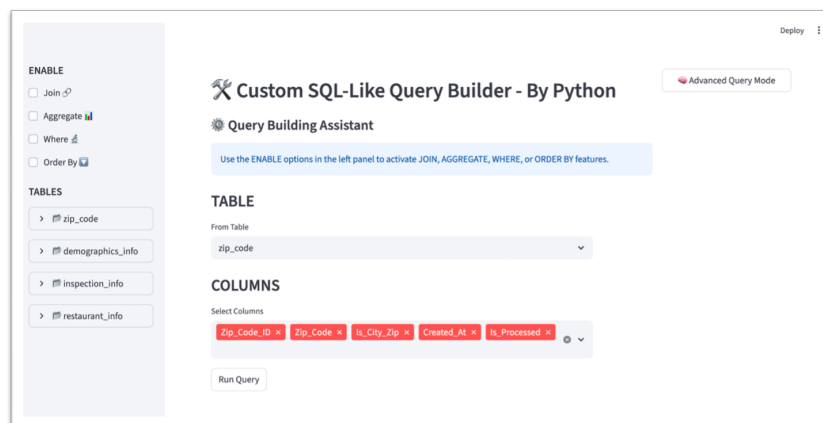 Deploy
ENABLE
Join
Aggregate
Where
Order By
TABLES
zip_code
demographics_info
inspection_info
restaurant_info
Custom SQL-Like Query Builder - By Python
Advanced Query Mode
Query Building Assistant
Use the ENABLE options in the left panel to activate JOIN, AGGREGATE, WHERE, or ORDER BY features.
TABLE
From Table
zip_code
COLUMNS
Select Columns
Zip_Code_ID × Zip_Code × Is_City_Zip × Created_At × Is_Processed ×
Run Query